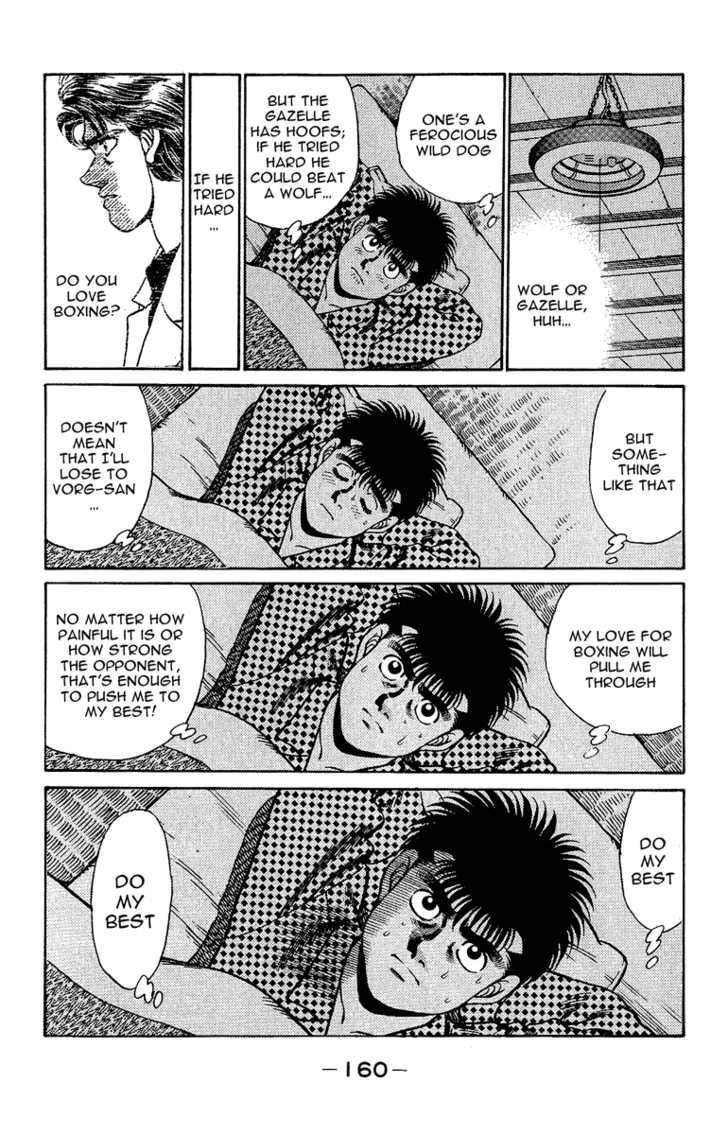 WOLF OR
GAZELLE,
HUH...
ONE'S A
FEROCIOUS
WILD DOG
BUT THE
GAZELLE
HAS HOOFS;
IF HE TRIED
HARD HE
COULD BEAT
A WOLF...
IF HE
TRIED
HARD
...
DO YOU
LOVE
BOXING?
BUT
SOME-
THING
LIKE THAT
DOESN'T
MEAN
THAT I'LL
LOSE TO
VORG-SAN
...
MY LOVE FOR
BOXING WILL
PULL ME
THROUGH
NO MATTER HOW
PAINFUL IT IS OR
HOW STRONG
THE OPPONENT,
THAT'S ENOUGH
TO PUSH ME TO
MY BEST!
DO
MY
BEST
DO
MY
BEST
- 160 -